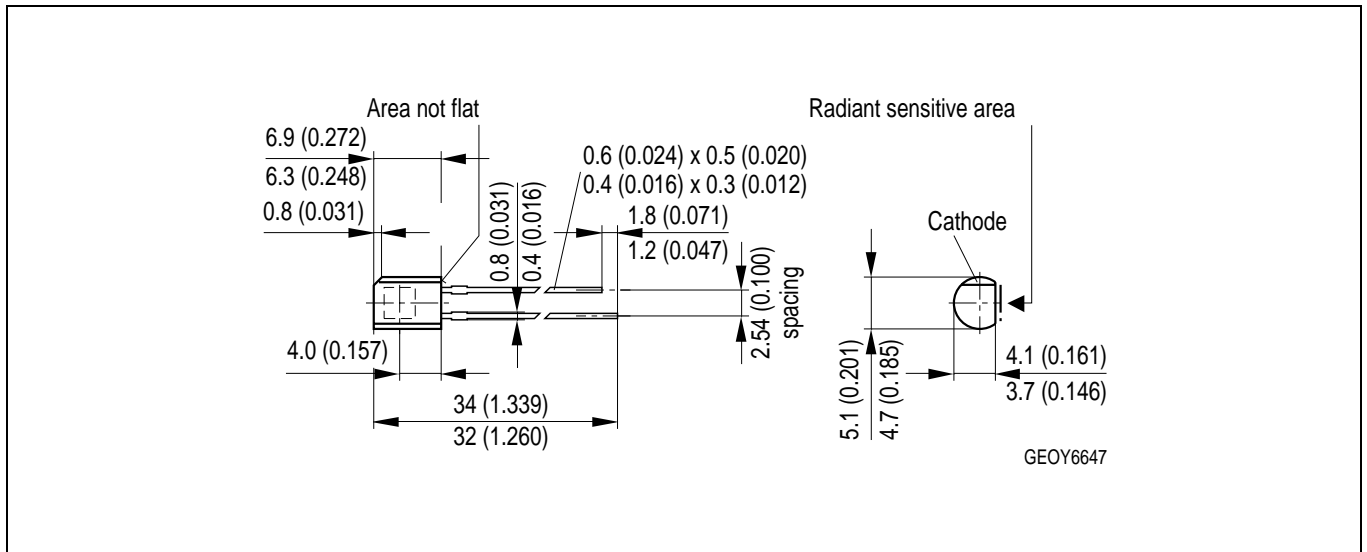 Area not flat
Radiant sensitive area
6.9 (0.272)
6.3 (0.248)
0.8 (0.031)
0.8 (0.031)
0.4 (0.016)
0.6 (0.024) x 0.5 (0.020)
0.4 (0.016) x 0.3 (0.012)
1.8 (0.071)
1.2 (0.047)
Cathode
2.54 (0.100)
spacing
4.0 (0.157)
34 (1.339)
32 (1.260)
5.1 (0.201)
4.7 (0.185)
4.1 (0.161)
3.7 (0.146)
GEOY6647